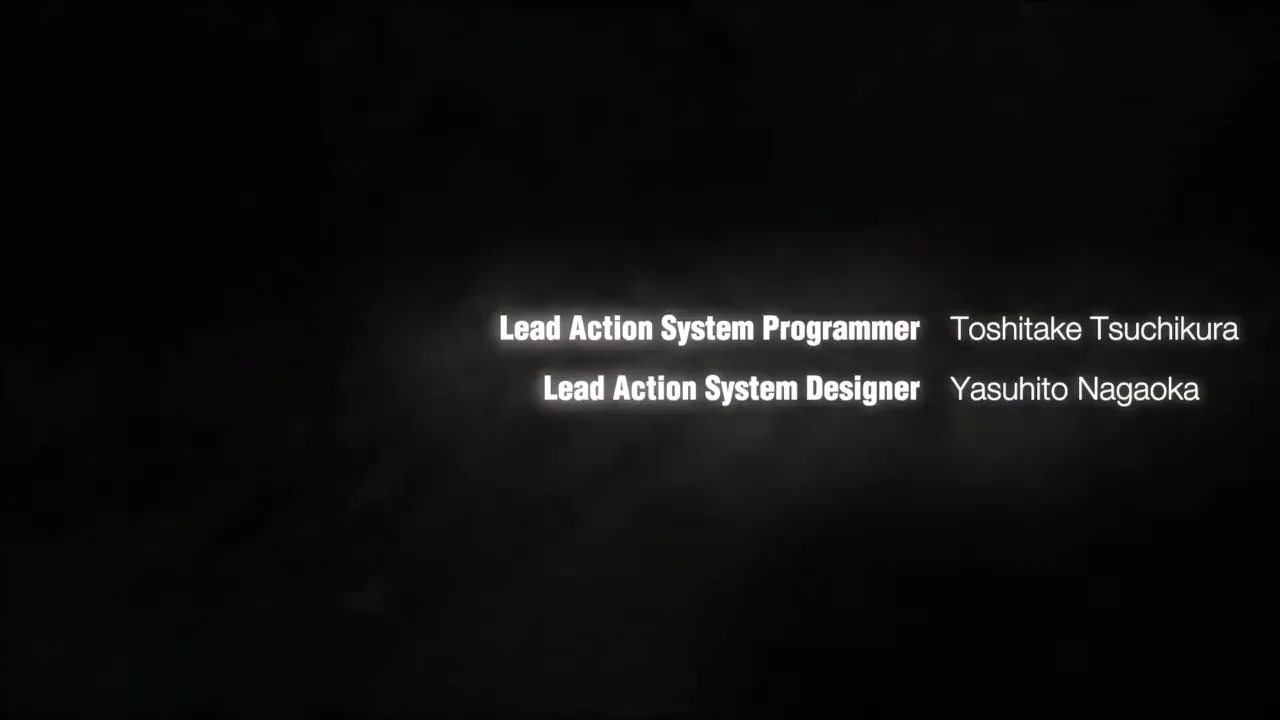 Lead Action System Programmer Toshitake Tsuchikura
Lead Action System Designer Yasuhito Nagaoka